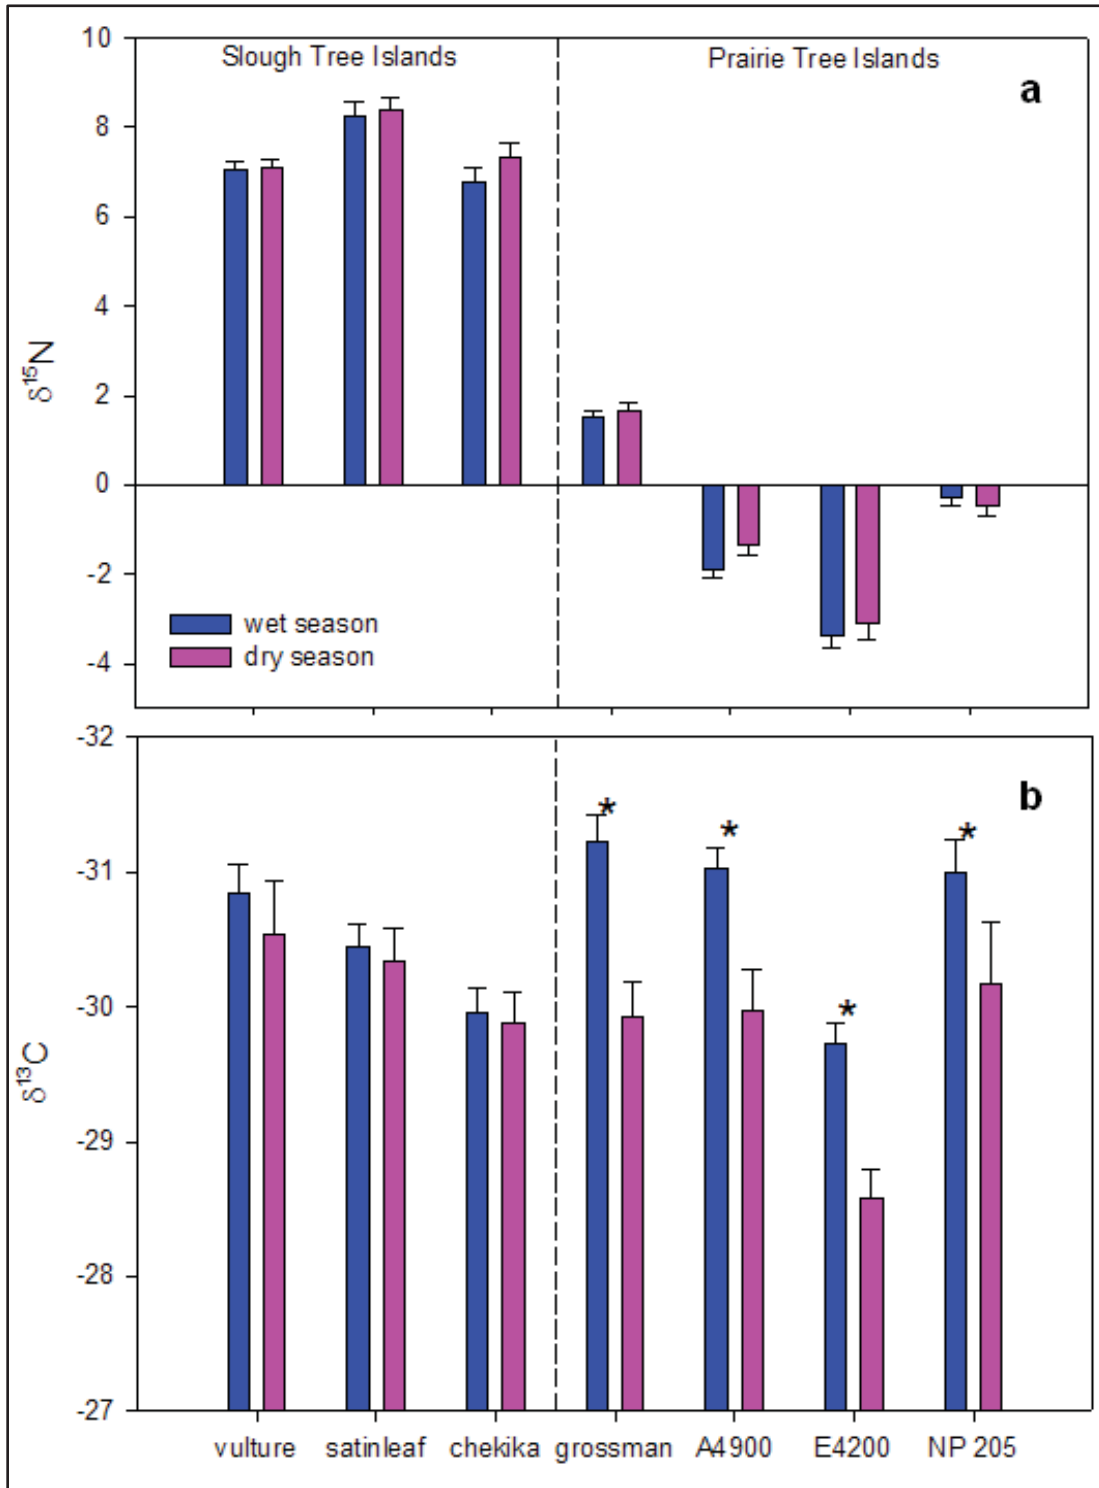 10
Slough Tree Islands
Prairie Tree Islands
a
8
6
4
2
0
-2
-4
δ¹⁵N
wet season
dry season
-32
b
-31
-30
-29
-28
-27
δ¹³C
*
*
*
*
vulture satinleaf chekika grossman A4900 E4200 NP 205